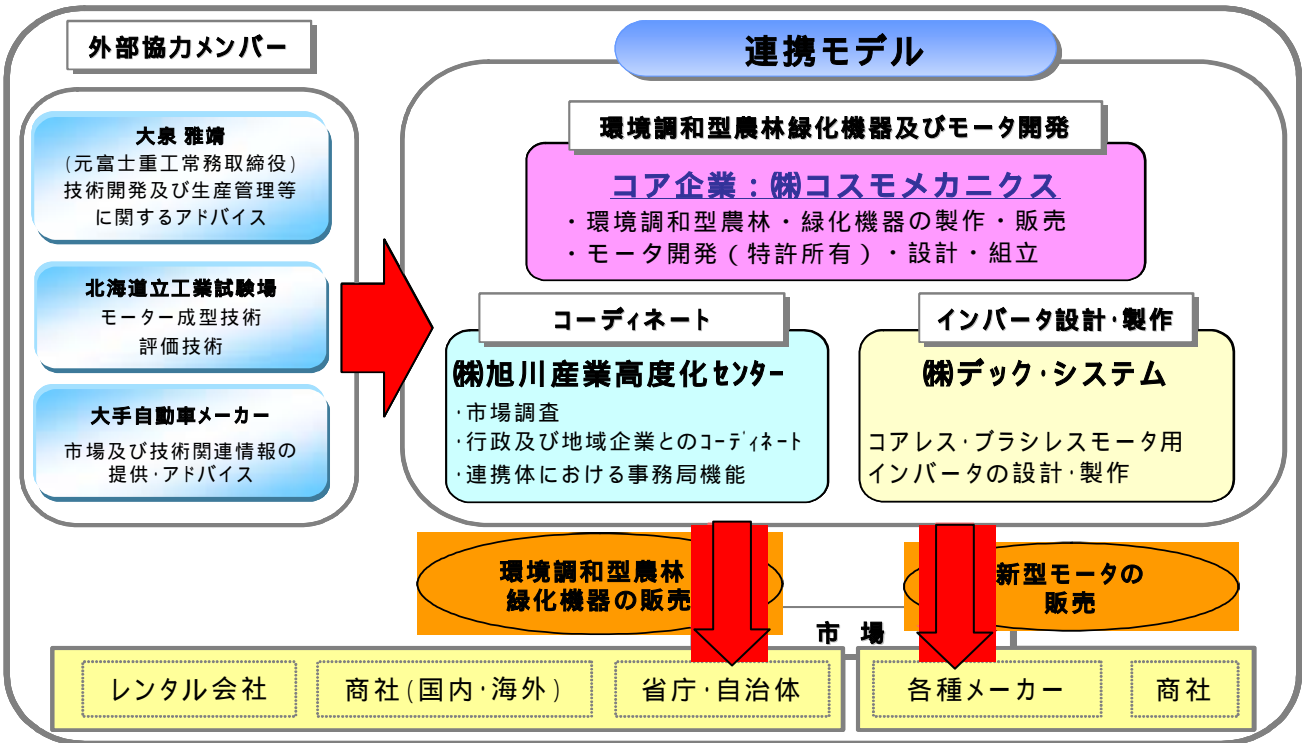 外部協力メンバー
大泉 雅靖
(元富士重工常務取締役)
技術開発及び生産管理等
に関するアドバイス
北海道立工業試験場
モーター成型技術
評価技術
大手自動車メーカー
市場及び技術関連情報の
提供・アドバイス
連携モデル
環境調和型農林緑化機器及びモータ開発
コア企業：㈱コスモメカニクス
・環境調和型農林・緑化機器の製作・販売
・モータ開発（特許所有）・設計・組立
コーディネート
㈱旭川産業高度化ｾﾝﾀｰ
・市場調査
・行政及び地域企業とのｺｰﾃﾞｨﾈｰﾄ
・連携体における事務局機能
インバータ設計・製作
㈱デック・システム
コアレス・ブラシレスモータ用
インバータの設計・製作
環境調和型農林
緑化機器の販売
新型モータの
販売
市 場
レンタル会社
商社(国内・海外)
省庁・自治体
各種メーカー
商社